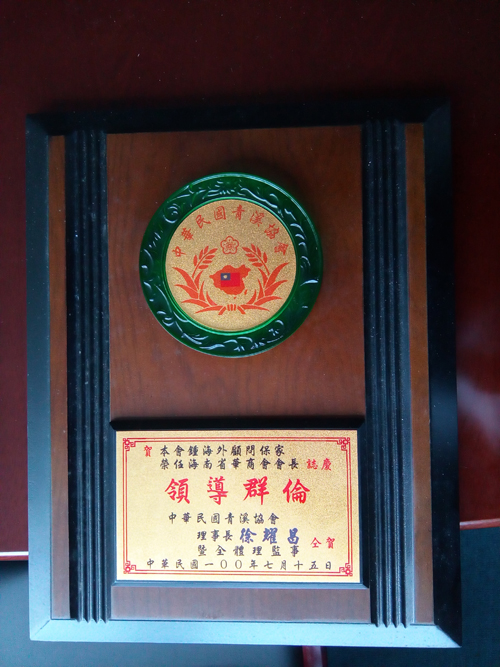 中華民國青溪協會
賀 本會鍾海外顧問保家
榮任海南省華商會會長 誌慶
領導群倫
中華民國青溪協會
理事長 徐耀昌
暨全體理監事 仝賀
中華民國一00年七月十五日